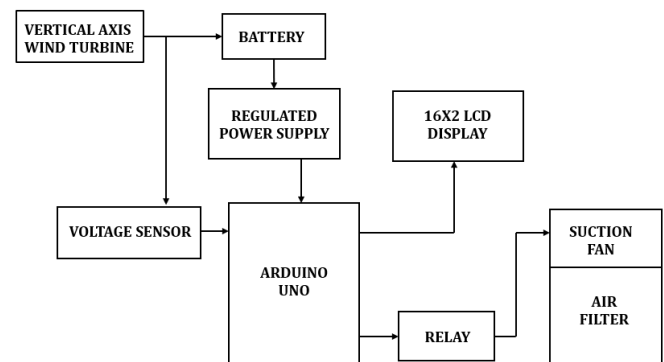 VERTICAL AXIS
WIND TURBINE
BATTERY
REGULATED
POWER SUPPLY
16X2 LCD
DISPLAY
VOLTAGE SENSOR
ARDUINO
UNO
SUCTION
FAN
RELAY
AIR
FILTER